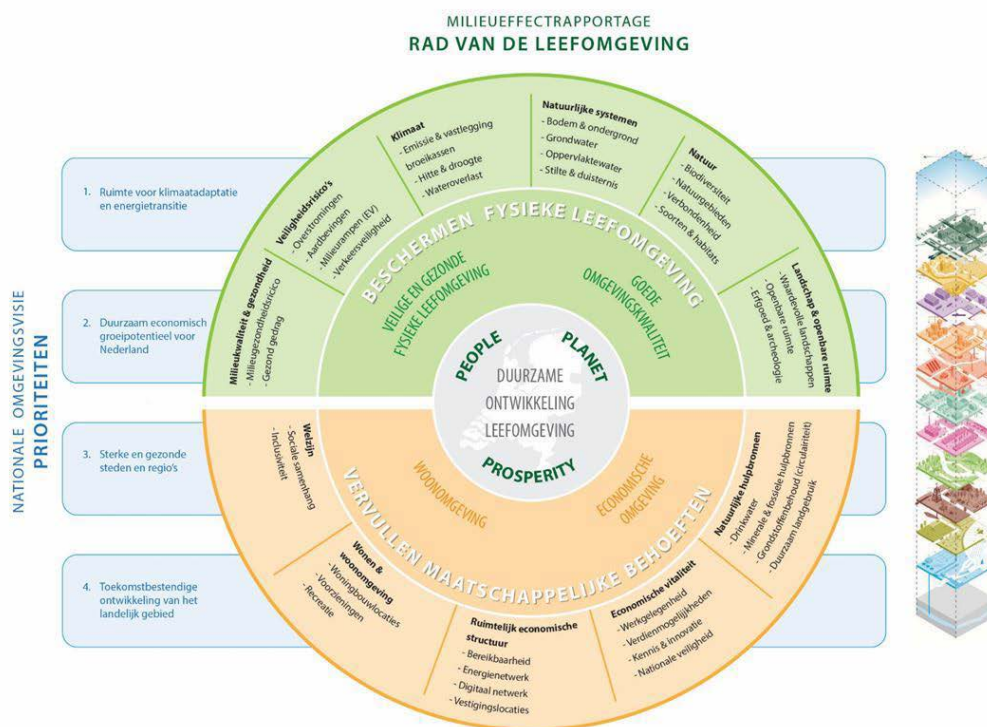 MILIEUEFFECTRAPPORTAGE
RAD VAN DE LEEFOMGEVING
NATIONALE OMGEVINGSVISIE
PRIORITEITEN
1. Ruimte voor klimaatadaptatie
en energietransitie
2. Duurzaam economisch
groeipotentieel voor
Nederland
3. Sterke en gezonde
steden en regio's
4. Toekomstbestendige
ontwikkeling van het
landelijk gebied
Milieukwaliteit & gezondheid
- Milieugezondheidsricico
- Gezond gedrag
Veiligheidsrisico's
- Overstromingen
- Aardbevingen
- Milieurampen (EV)
- Verkeersveiligheid
Klimaat
- Emissie & vastlegging
broeikassen
- Hitte & droogte
- Wateroverlast
Natuurlijke systemen
- Bodem & ondergrond
- Grondwater
- Oppervlaktewater
- Stilte & duisternis
Natuur
- Biodiversiteit
- Natuurgebieden
- Verbondenheid
- Soorten & habitats
Landschap & openbare ruimte
- Waardevolle landschappen
- Openbare ruimte
- Erfgoed & archeologie
BESCHERMEN FYSIEKE LEEFOMGEVING
VEILIGE EN GEZONDE
FYSIEKE LEEFOMGEVING
GOEDE
OMGEVINGSKWALITEIT
PEOPLE
PLANET
DUURZAME
ONTWIKKELING
LEEFOMGEVING
PROSPERITY
WOONOMGEVING
ECONOMISCHE
OMGEVING
VERVULLEN MAATSCHAPPELIJKE BEHOEFTEN
Welzijn
- Sociale samenhang
- Inclusiviteit
Wonen &
woonomgeving
- Woningbouwlocaties
- Voorzieningen
- Recreatie
Ruimtelijk economische
structuur
- Bereikbaarheid
- Energienetwerk
- Digitaal netwerk
- Vestigingslocaties
Economische vitaliteit
- Werkgelegenheid
- Verdienmogelijkheden
- Kennis & innovatie
- Nationale veiligheid
Natuurlijke hulpbronnen
- Drinkwater
- Minerale & fossiele hulpbronnen
- Grondstoffenbehoud (circulairiteit)
- Duurzaam landgebruik